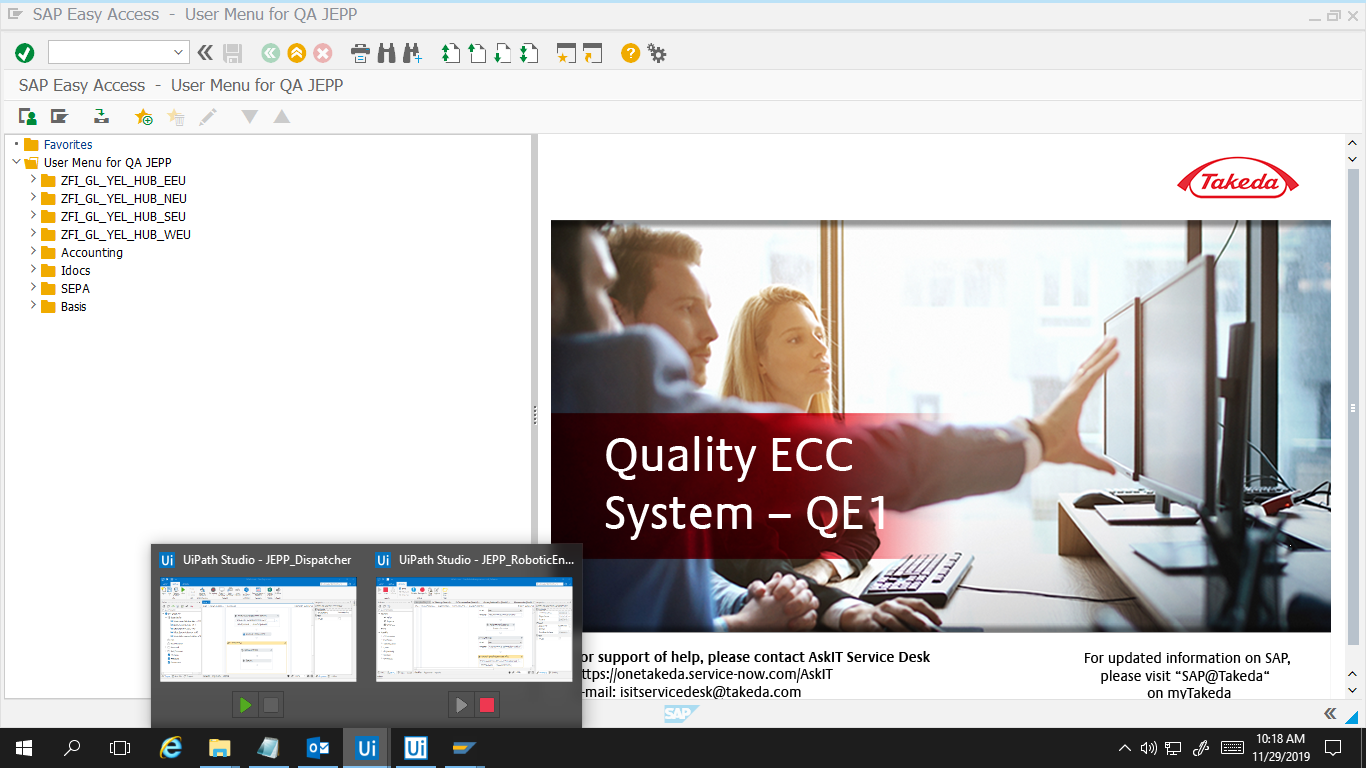 SAP Easy Access - User Menu for QA JEPP
SAP Easy Access - User Menu for QA JEPP
Favorites
User Menu for QA JEPP
ZFI_GL_YEL_HUB_EEU
ZFI_GL_YEL_HUB_NEU
ZFI_GL_YEL_HUB_SEU
ZFI_GL_YEL_HUB_WEU
Accounting
Idocs
SEPA
Basis
Takeda
Quality ECC
System – QE1
or support of help, please contact AskIT Service Desk
ttps://onetakeda.service-now.com/AskIT
-mail: isitservicedesk@takeda.com
For updated information on SAP,
please visit “SAP@Takeda“
on myTakeda
Ui UiPath Studio - JEPP_Dispatcher
Ui UiPath Studio - JEPP_RoboticEn...
SAP
Ui
Ui
10:18 AM
11/29/2019